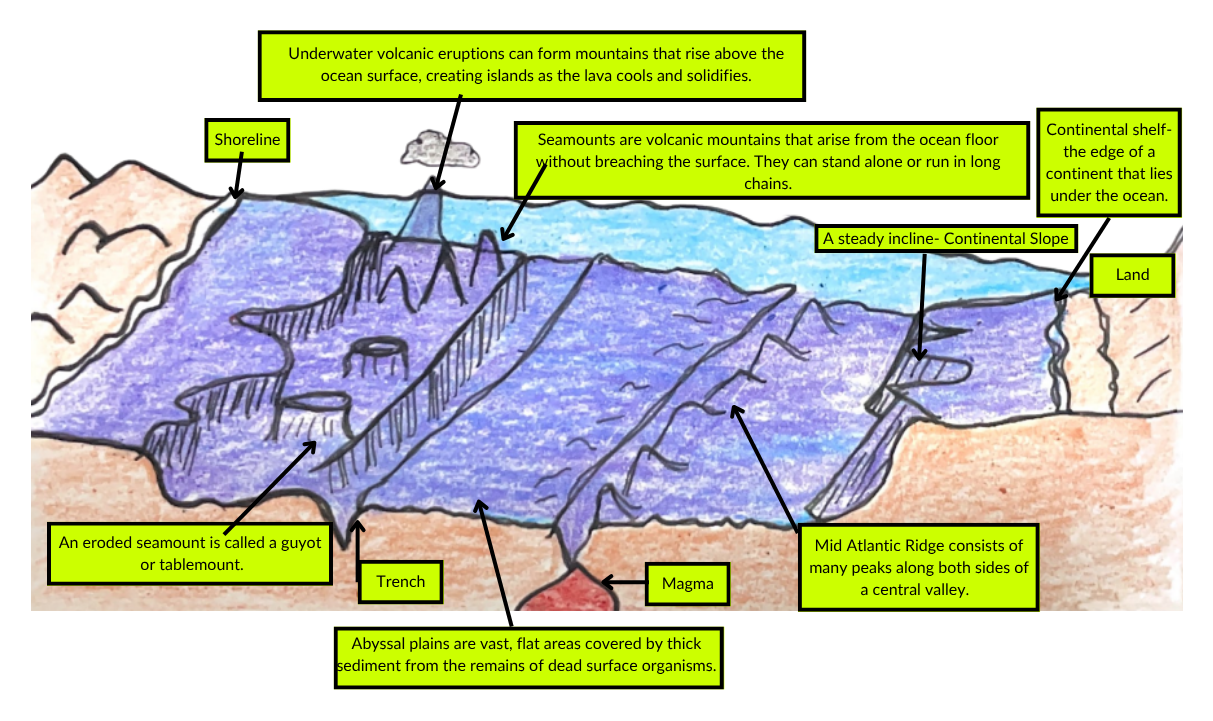 Underwater volcanic eruptions can form mountains that rise above the
ocean surface, creating islands as the lava cools and solidifies.
Shoreline
Seamounts are volcanic mountains that arise from the ocean floor
without breaching the surface. They can stand alone or run in long
chains.
Continental shelf-
the edge of a
continent that lies
under the ocean.
A steady incline- Continental Slope
Land
An eroded seamount is called a guyot
or tablemount.
Trench
Magma
Mid Atlantic Ridge consists of
many peaks along both sides of
a central valley.
Abyssal plains are vast, flat areas covered by thick
sediment from the remains of dead surface organisms.